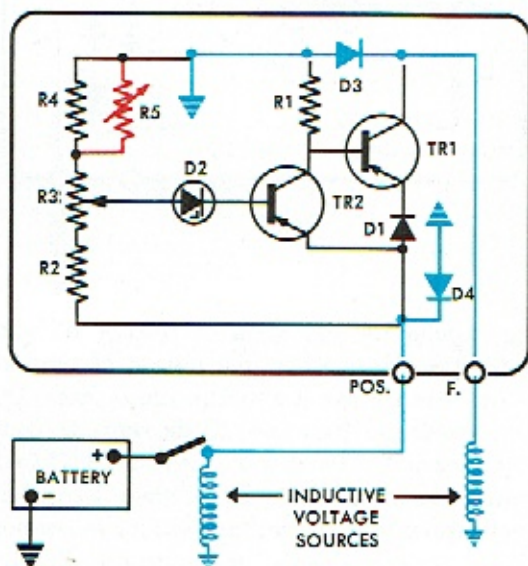 D3
R4
R5
R1
TR1
D2
R3
TR2
D1
R2
D4
POS.
F.
+
BATTERY
-
INDUCTIVE
VOLTAGE
SOURCES